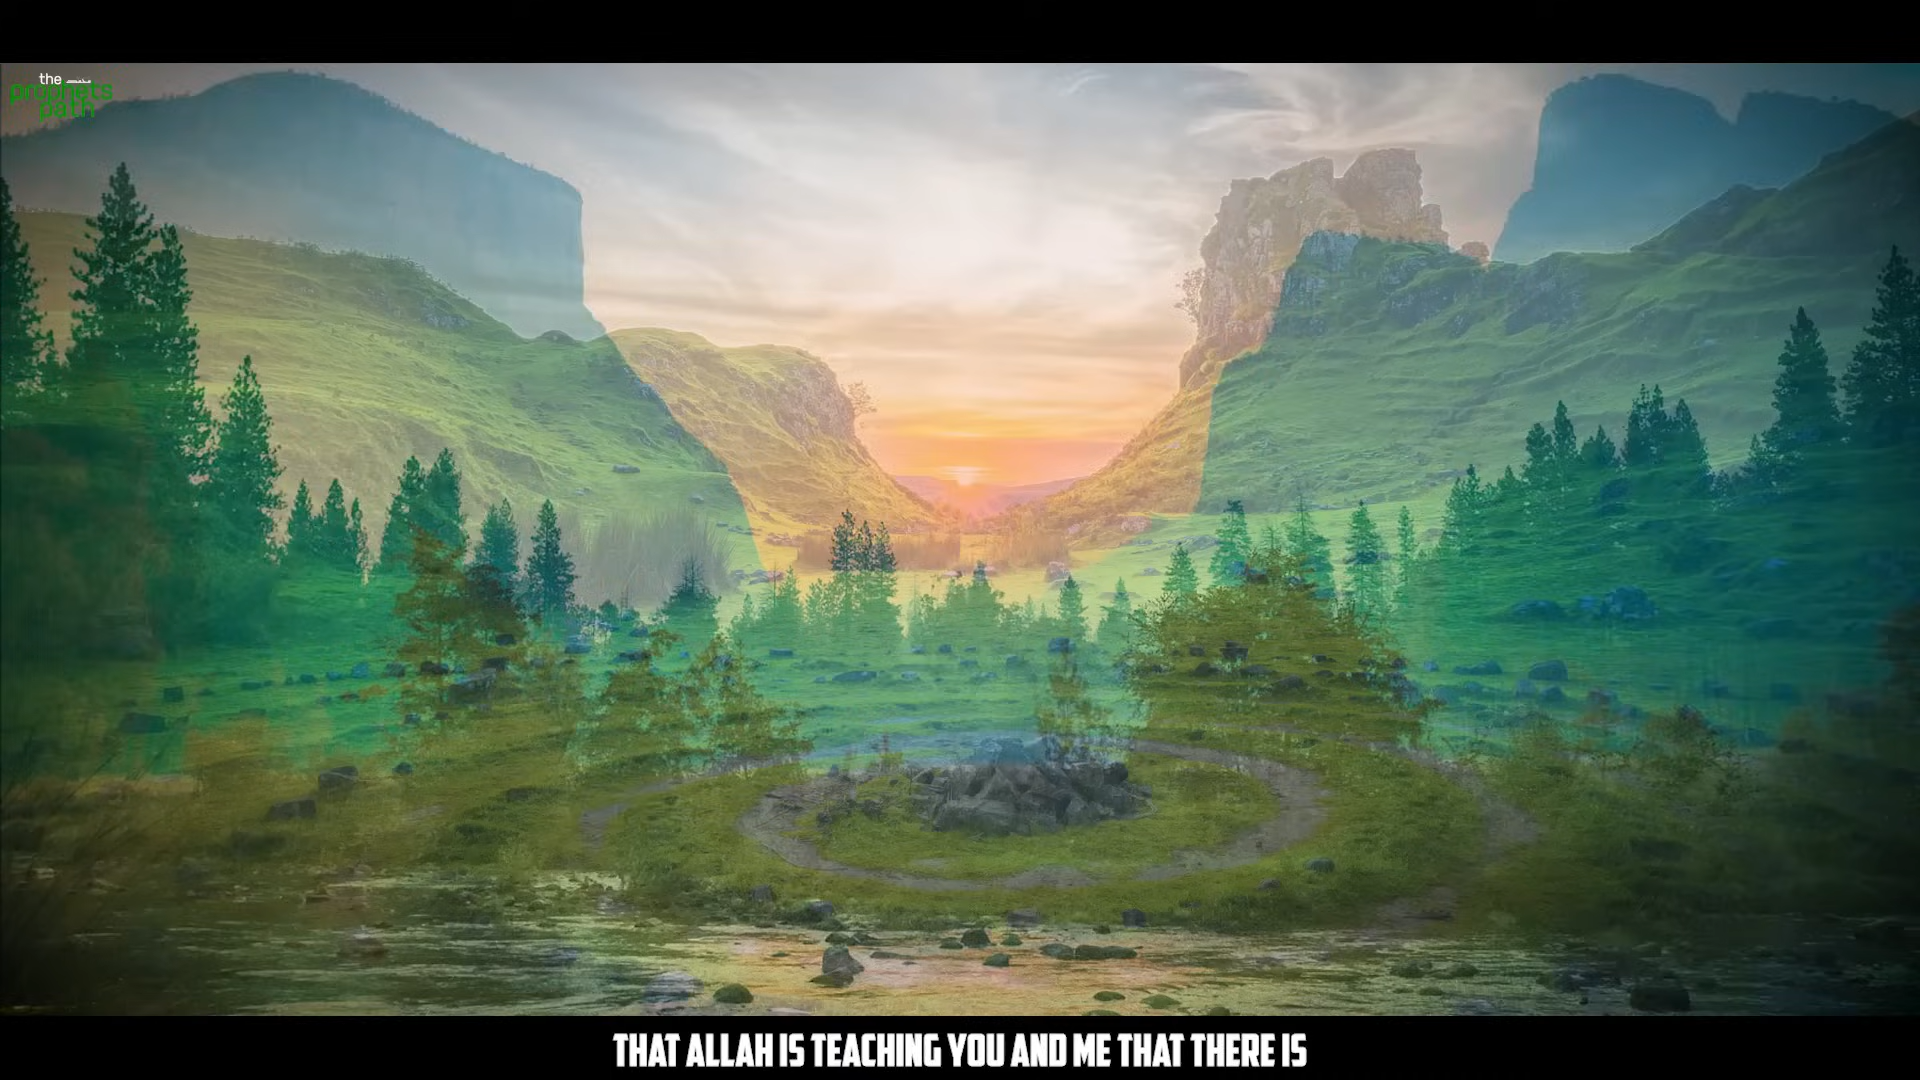 the
prophets
path
THAT ALLAH IS TEACHING YOU AND ME THAT THERE IS